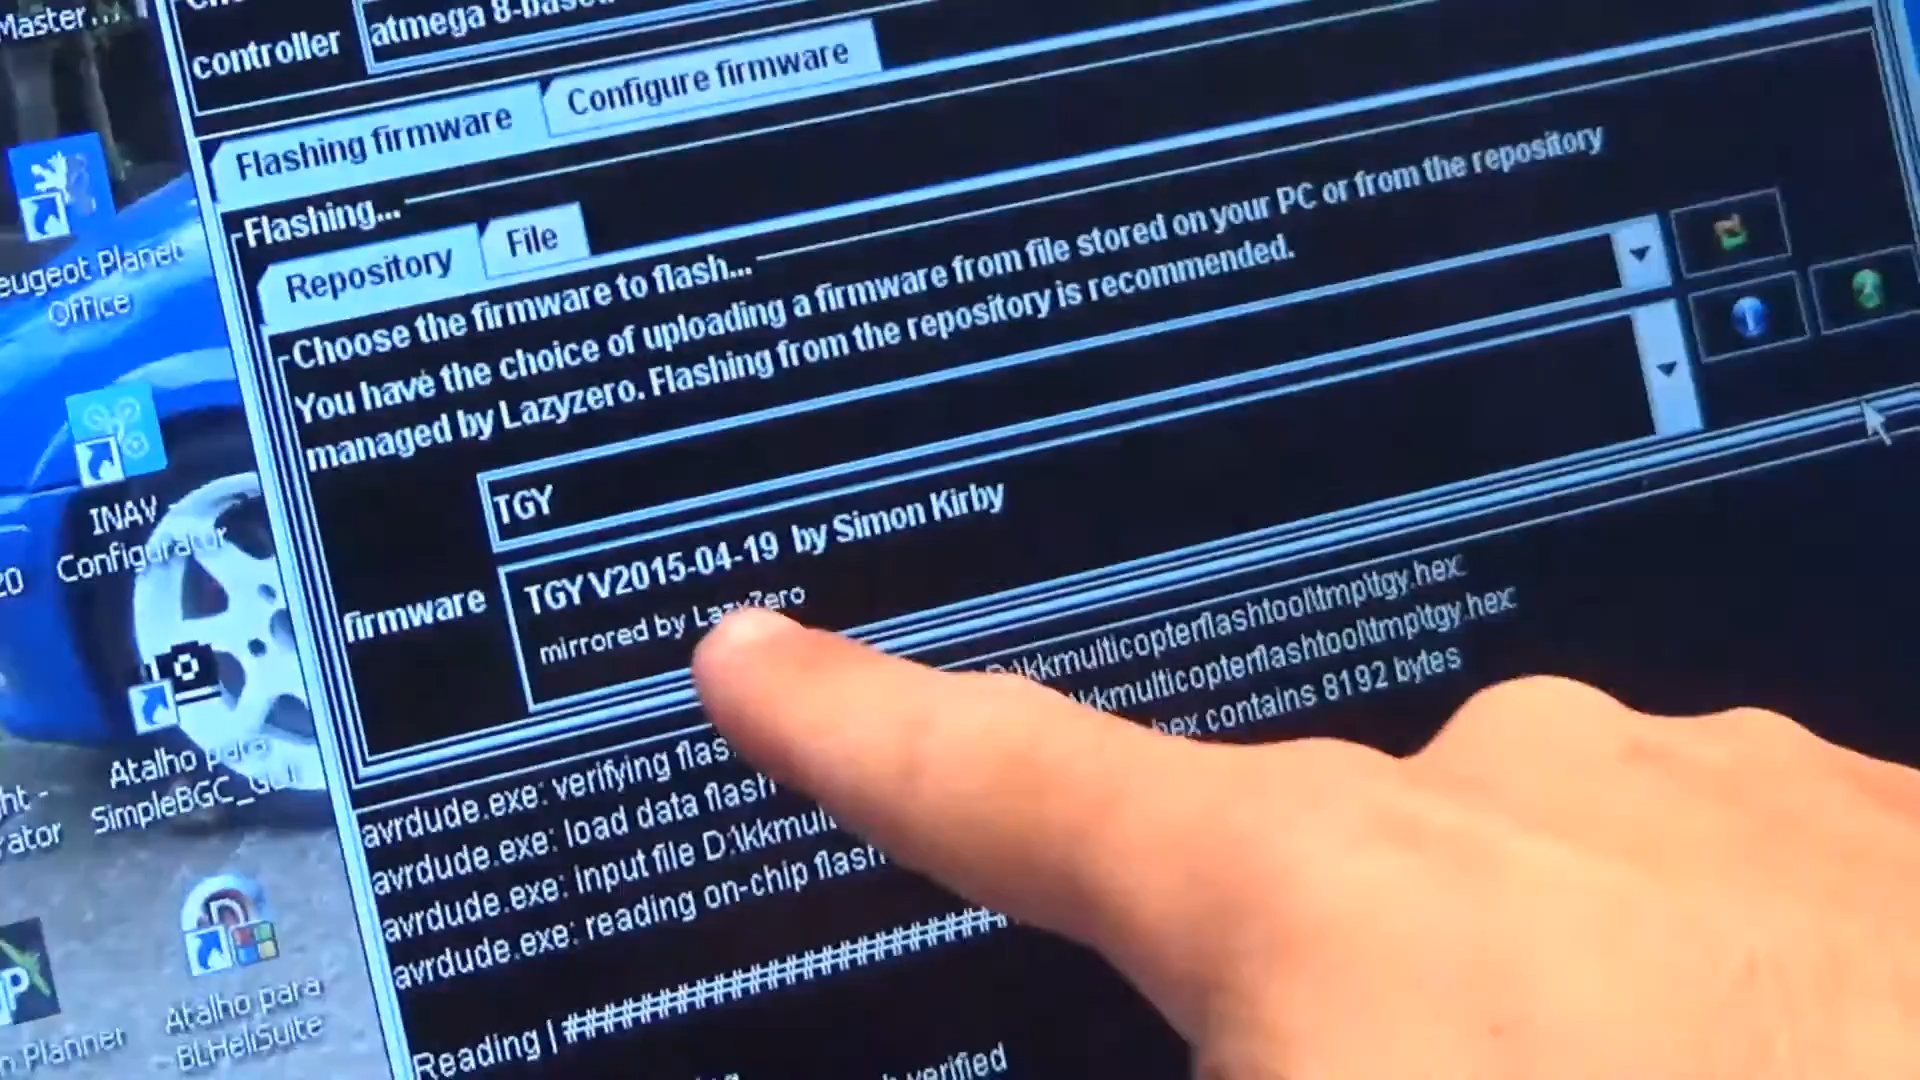 Master...
controller
atmega 8-based
Flashing firmware
Configure firmware
Flashing...
Repository
File
Choose the firmware to flash...
You have the choice of uploading a firmware from file stored on your PC or from the repository
managed by Lazyzero. Flashing from the repository is recommended.
TGY
firmware
TGY V2015-04-19 by Simon Kirby
mirrored by LazyZero
avrdude.exe: verifying flas
D:\kkmulticopterflashtool\tmp\tgy.hex:
avrdude.exe: load data flash
kkmulticopterflashtool\tmp\tgy.hex:
avrdude.exe: input file D:\kkmul
hex contains 8192 bytes
avrdude.exe: reading on-chip flash
Reading | ################################
verified
Peugeot Planet
Office
INAV -
Configurator
Atalho para
SimpleBGC_GUI
Atalho para
BLHeliSuite
Planner